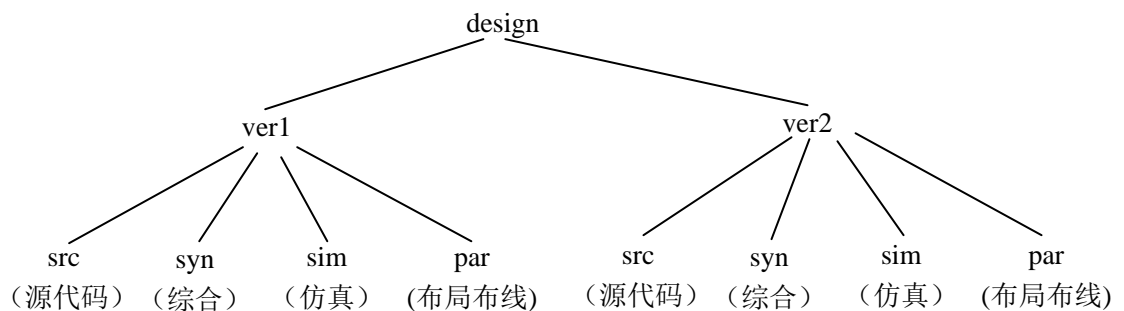 design
ver1 ver2
src syn sim par src syn sim par
（源代码） （综合） （仿真） (布局布线) （源代码） （综合） （仿真） (布局布线)